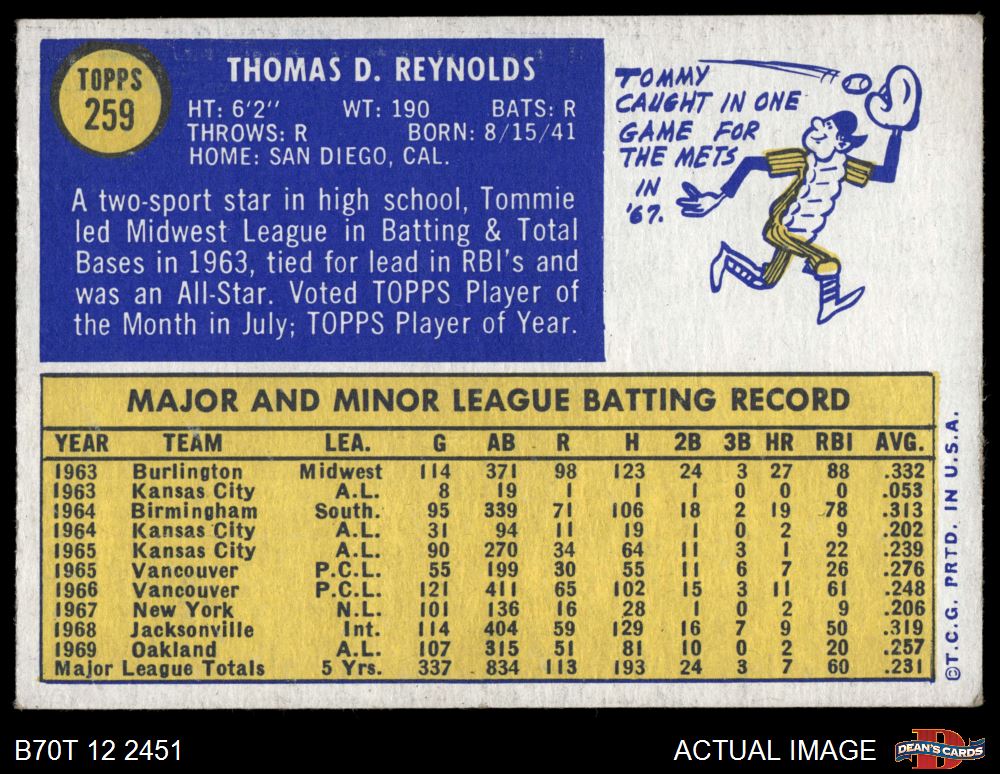 TOPPS
259
THOMAS D. REYNOLDS
HT: 6'2" WT: 190 BATS: R
THROWS: R BORN: 8/15/41
HOME: SAN DIEGO, CAL.
A two-sport star in high school, Tommie
led Midwest League in Batting & Total
Bases in 1963, tied for lead in RBI's and
was an All-Star. Voted TOPPS Player of
the Month in July; TOPPS Player of Year.
TOMMY
CAUGHT IN ONE
GAME FOR
THE METS
IN
'67.
MAJOR AND MINOR LEAGUE BATTING RECORD
YEAR TEAM LEA. G AB R H 2B 3B HR RBI AVG.
1963 Burlington Midwest 114 371 98 123 24 3 27 88 .332
1963 Kansas City A.L. 8 19 1 1 1 0 0 0 .053
1964 Birmingham South. 95 339 71 106 18 2 19 78 .313
1964 Kansas City A.L. 31 94 11 19 1 0 2 9 .202
1965 Kansas City A.L. 90 270 34 64 11 3 1 22 .239
1965 Vancouver P.C.L. 55 199 30 55 11 6 7 26 .276
1966 Vancouver P.C.L. 121 411 65 102 15 3 11 61 .248
1967 New York N.L. 101 136 16 28 1 0 2 9 .206
1968 Jacksonville Int. 114 404 59 129 16 7 9 50 .319
1969 Oakland A.L. 107 315 51 81 10 0 2 20 .257
Major League Totals 5 Yrs. 337 834 113 193 24 3 7 60 .231
©T.C.G. PRTD. IN U.S.A.
B70T 12 2451
ACTUAL IMAGE
D
DEAN'S CARDS